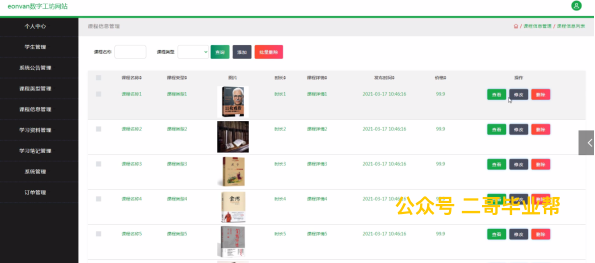 eonvan数字工坊网站
个人中心
课程信息管理
课程信息管理 / 课程信息列表
学生管理
系统公告管理
课程类型管理
课程信息管理
学习资料管理
学习笔记管理
系统管理
订单管理
课程名称 课程类型 查询 添加 批量删除
课程名称 课程类型 图片 课程详情 发布时间 价格 操作
课程名称1 课程类型1 时长1 课程详情1 2021-03-17 10:46:16 99.9 查看 修改 删除
课程名称2 课程类型2 时长2 课程详情2 2021-03-17 10:46:16 99.9 查看 修改 删除
课程名称3 课程类型3 时长3 课程详情3 2021-03-17 10:46:16 99.9 查看 修改 删除
课程名称4 课程类型4 时长4 课程详情4 2021-03-17 10:46:16 99.9 查看 修改 删除
公众号 二哥毕业帮
课程名称5 课程类型5 时长5 课程详情5 2021-03-17 10:46:16 99.9 查看 修改 删除